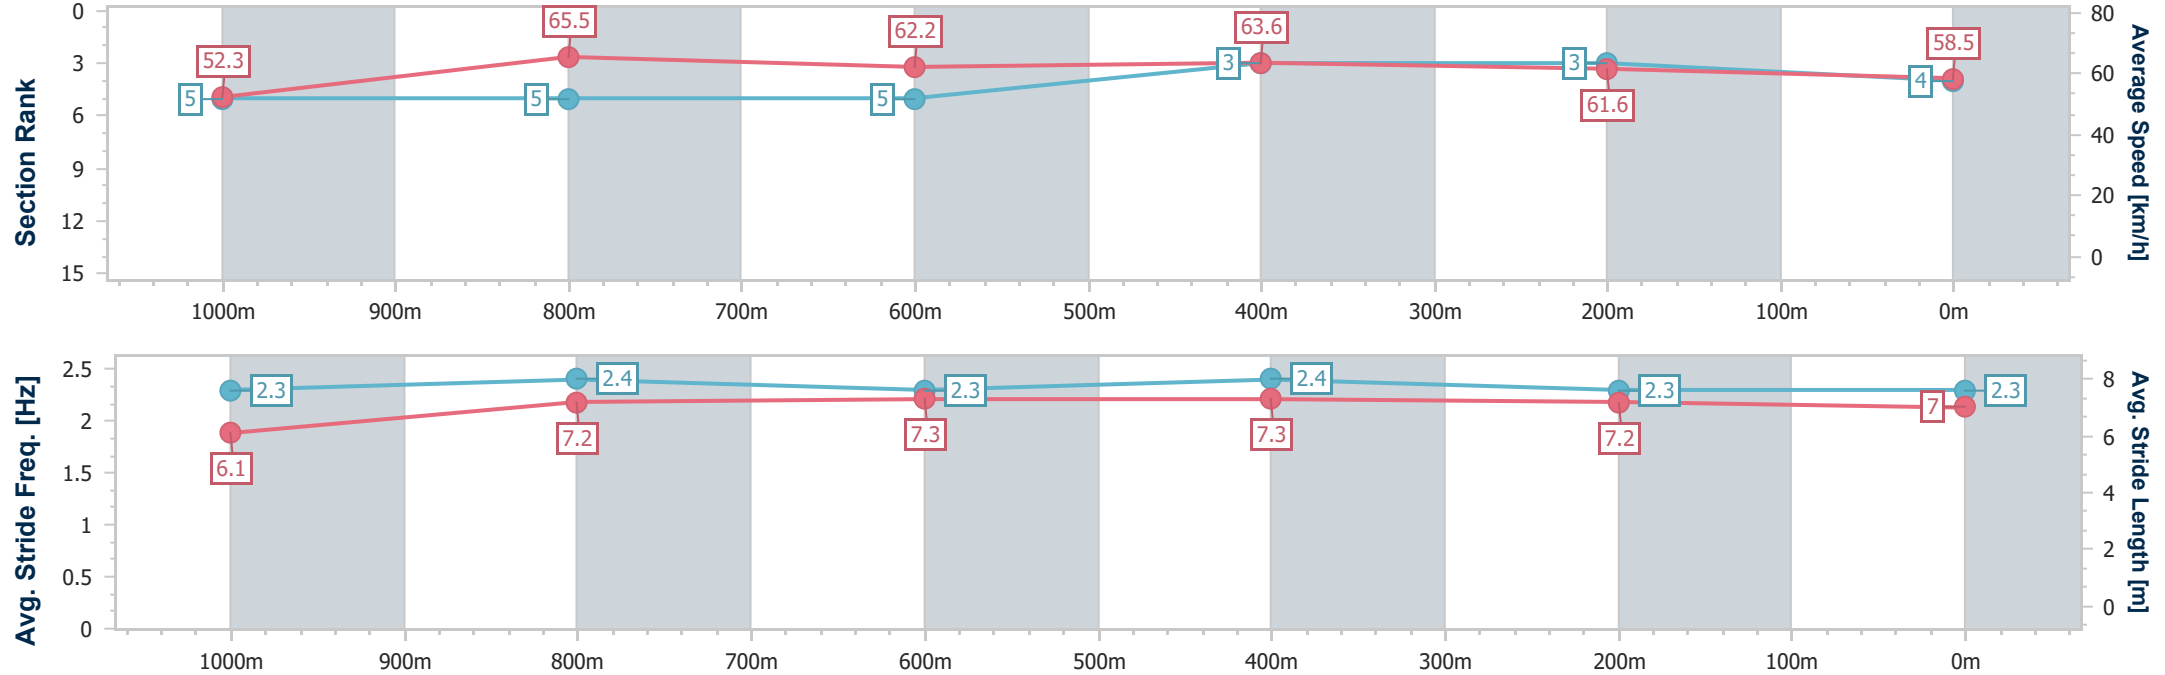 Section Rank
0
3
6
9
12
15
52.3
65.5
62.2
63.6
61.6
58.5
5
5
5
3
3
4
80
60
40
20
0
Average Speed [km/h]
1000m
900m
800m
700m
600m
500m
400m
300m
200m
100m
0m
Avg. Stride Freq. [Hz]
2.5
2
1.5
1
0.5
0
2.3
2.4
2.3
2.4
2.3
2.3
6.1
7.2
7.3
7.3
7.2
7
8
6
4
2
0
Avg. Stride Length [m]
1000m
900m
800m
700m
600m
500m
400m
300m
200m
100m
0m